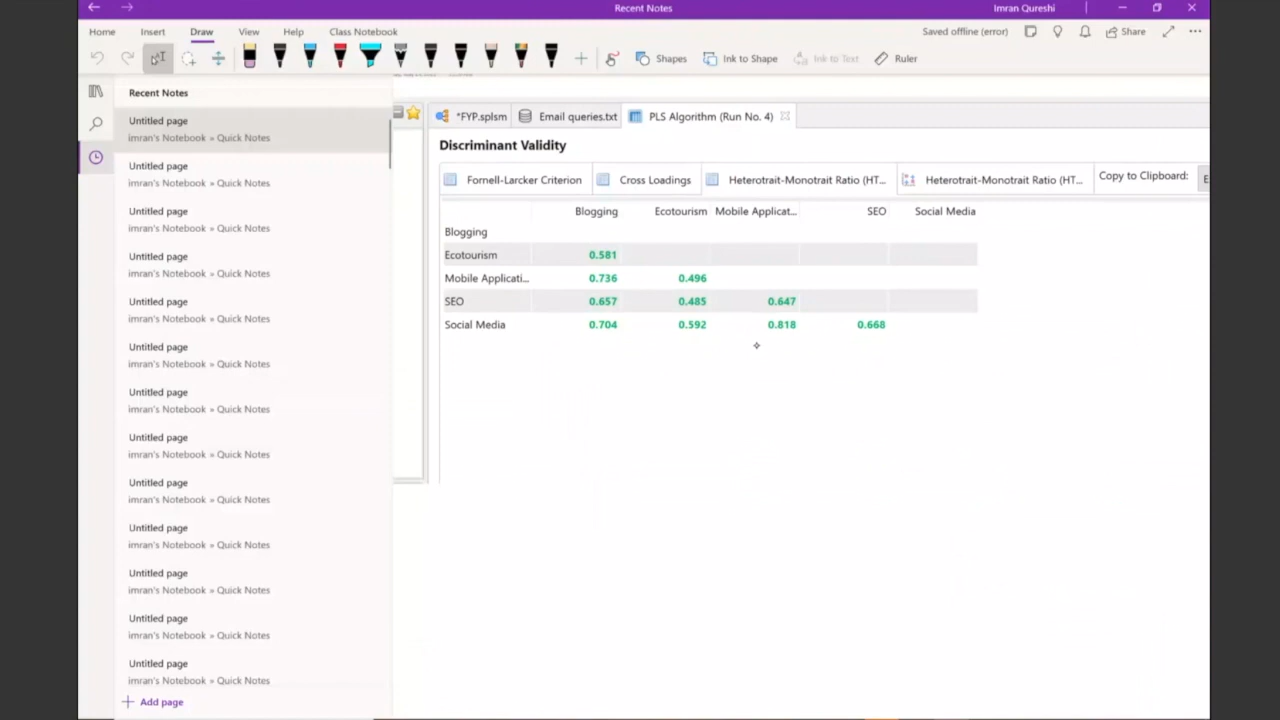 Recent Notes
Imran Qureshi
Home Insert Draw View Help Class Notebook
Saved offline (error) Share
Shapes Ink to Shape Ink to Text Ruler
Recent Notes
Untitled page
imran's Notebook » Quick Notes
Untitled page
imran's Notebook » Quick Notes
Untitled page
imran's Notebook » Quick Notes
Untitled page
imran's Notebook » Quick Notes
Untitled page
imran's Notebook » Quick Notes
Untitled page
imran's Notebook » Quick Notes
Untitled page
imran's Notebook » Quick Notes
Untitled page
imran's Notebook » Quick Notes
Untitled page
imran's Notebook » Quick Notes
Untitled page
imran's Notebook » Quick Notes
Untitled page
imran's Notebook » Quick Notes
Untitled page
imran's Notebook » Quick Notes
Untitled page
imran's Notebook » Quick Notes
Add page
*FYP.splsm Email queries.txt PLS Algorithm (Run No. 4)
Discriminant Validity
Fornell-Larcker Criterion Cross Loadings Heterotrait-Monotrait Ratio (HT... Heterotrait-Monotrait Ratio (HT... Copy to Clipboard:
Blogging Ecotourism Mobile Applicat... SEO Social Media
Blogging
Ecotourism 0.581
Mobile Applicati... 0.736 0.496
SEO 0.657 0.485 0.647
Social Media 0.704 0.592 0.818 0.668